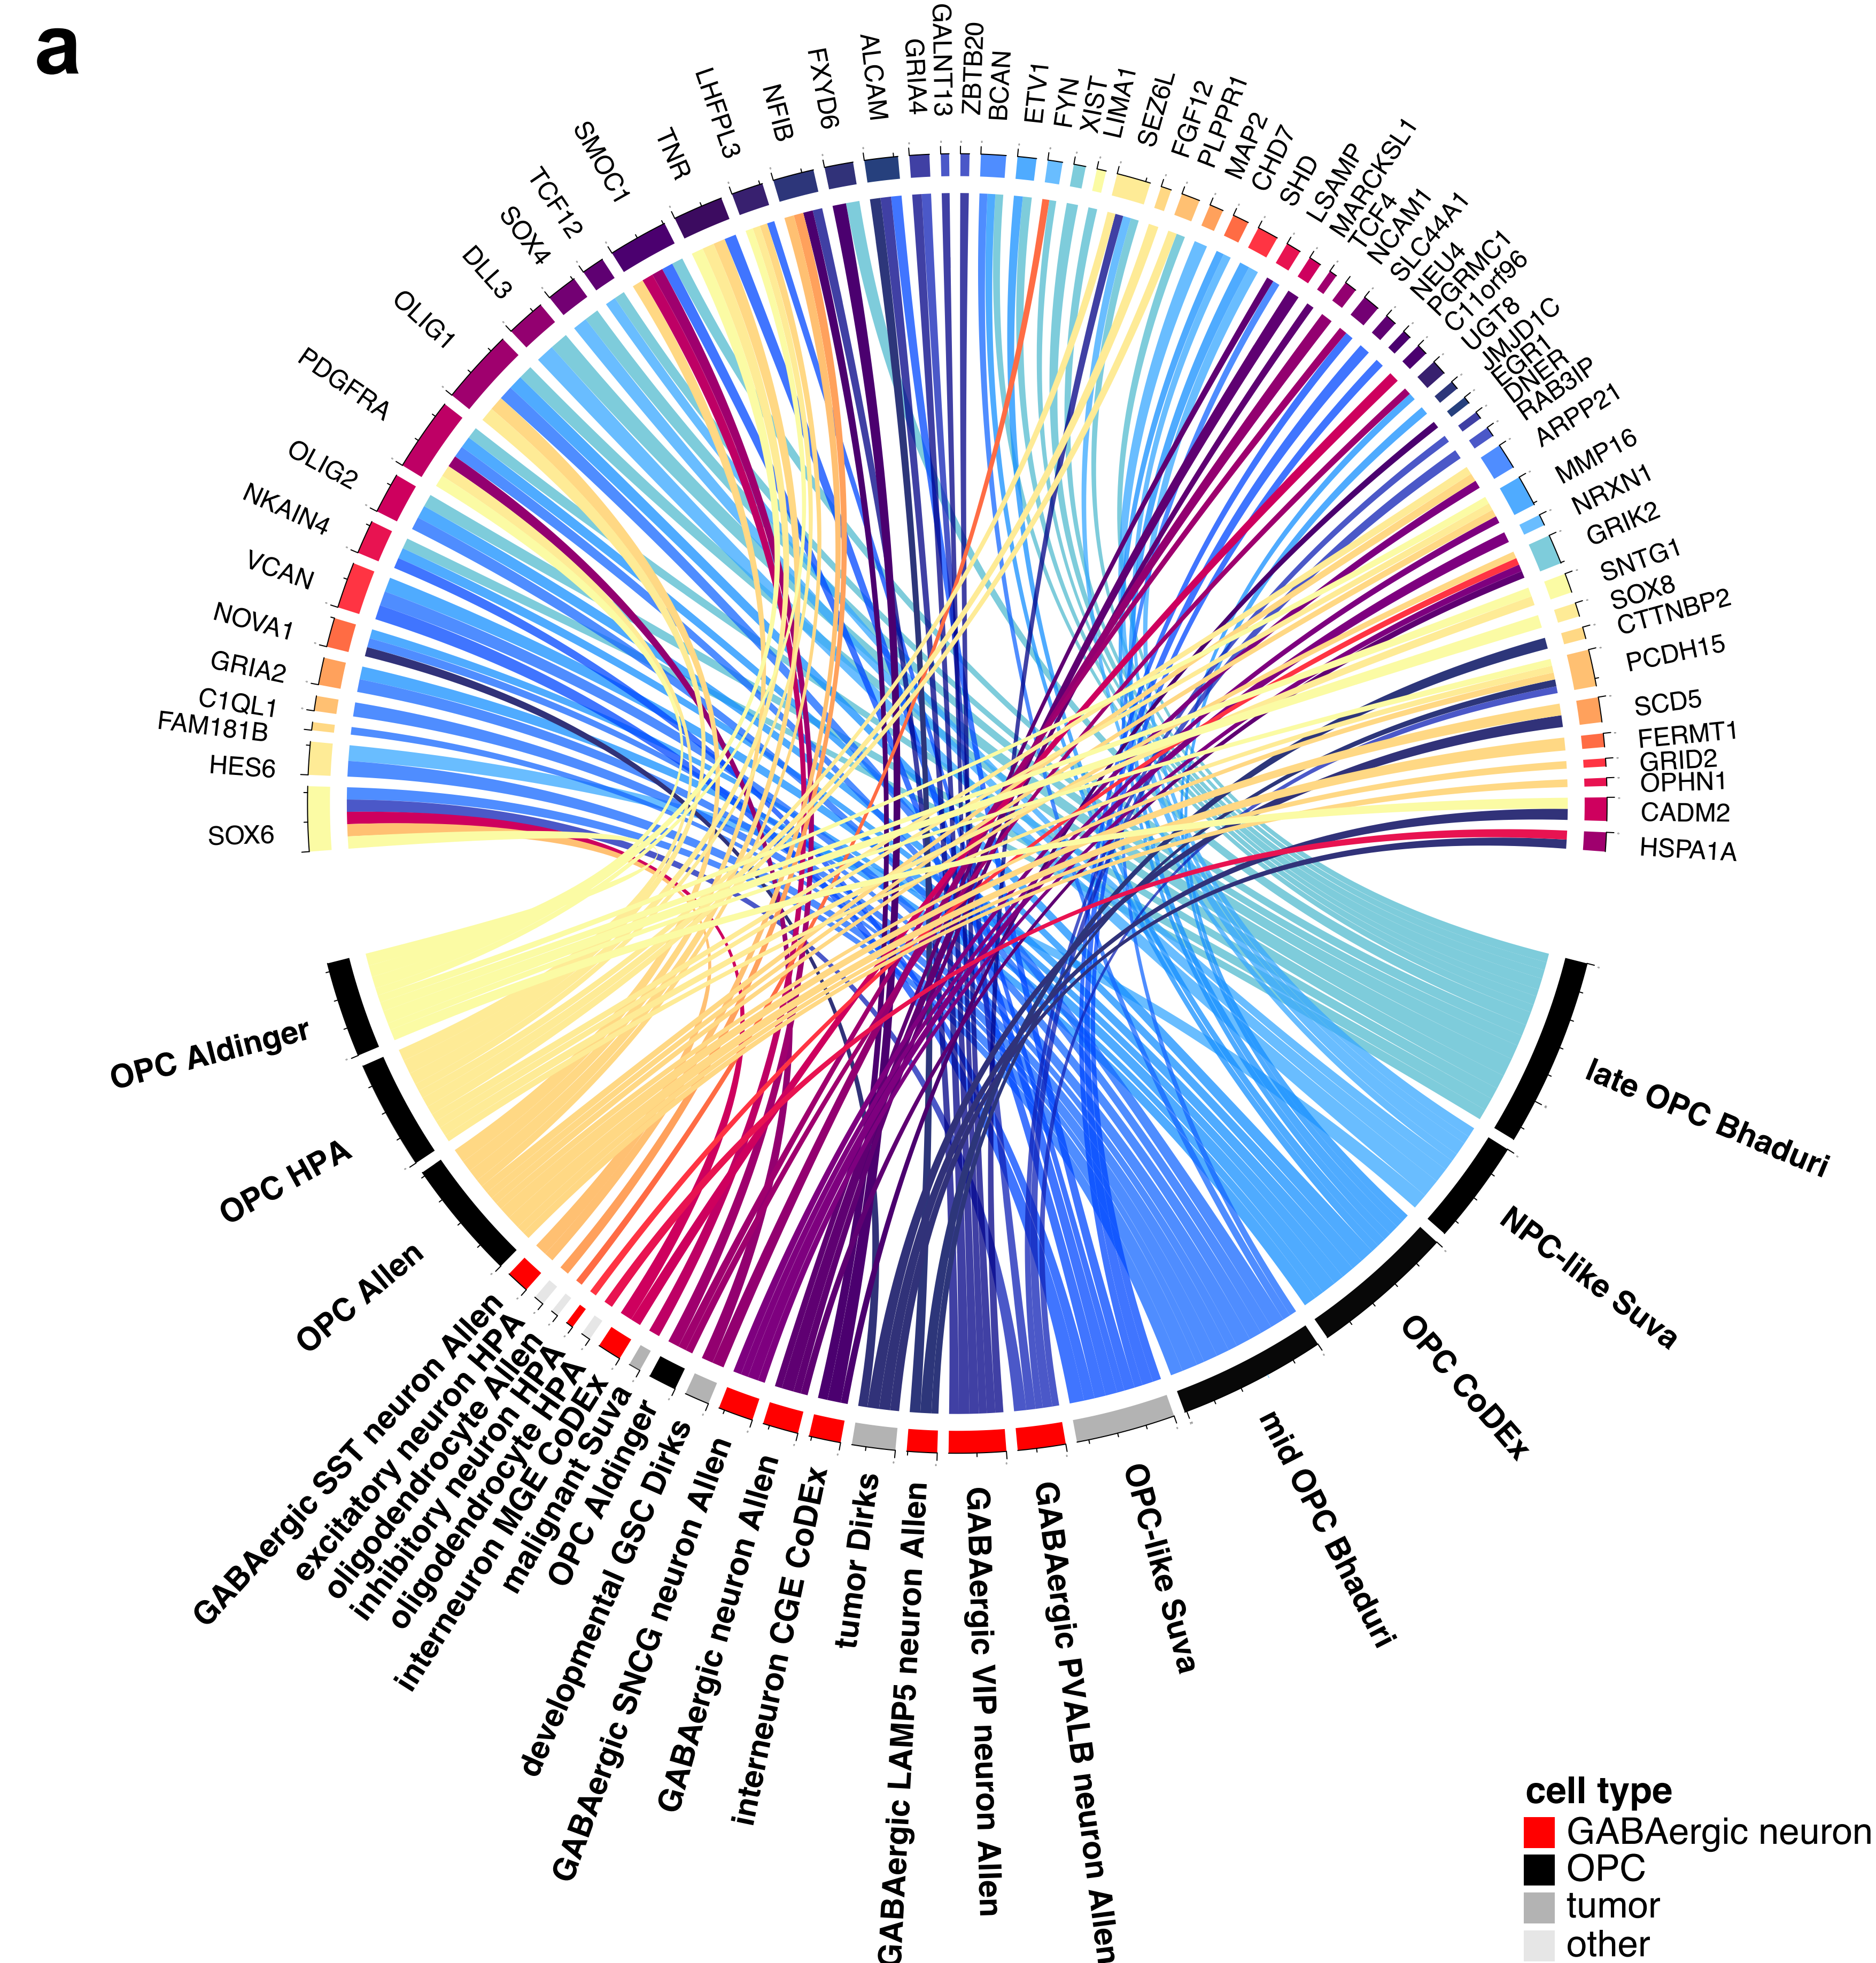 a
SOX6
HES6
FAM181B
C1QL1
GRIA2
NOVA1
VCAN
NKAIN4
OLIG2
PDGFRA
OLIG1
DLL3
SOX4
TCF12
SMOC1
TNR
LHFPL3
NFIB
FXYD6
ALCAM
GRIA4
GALNT13
ZBTB20
BCAN
ETV1
FYN
XIST
LIMA1
SEZ6L
FGF12
PLPPR1
MAP2
CHD7
SHD
LSAMP
MARCKSL1
TCF4
NCAM1
SLC44A1
NEU4
PGRMC1
C11orf96
UGT8
JMJD1C
EGR1
DNER
RAB3IP
ARPP21
MMP16
NRXN1
GRIK2
SNTG1
SOX8
CTTNBP2
PCDH15
SCD5
FERMT1
GRID2
OPHN1
CADM2
HSPA1A
late OPC Bhaduri
NPC-like Suva
OPC CoDEx
mid OPC Bhaduri
OPC-like Suva
GABAergic PVALB neuron Allen
GABAergic VIP neuron Allen
GABAergic LAMP5 neuron Allen
tumor Dirks
interneuron CGE CoDEx
GABAergic neuron Allen
GABAergic SNCG neuron Allen
developmental GSC Dirks
OPC Aldinger
malignant Suva
interneuron MGE CoDEx
oligodendrocyte HPA
inhibitory neuron HPA
oligodendrocyte Allen
excitatory neuron HPA
GABAergic SST neuron Allen
OPC Allen
OPC HPA
OPC Aldinger
cell type
GABAergic neuron
OPC
tumor
other